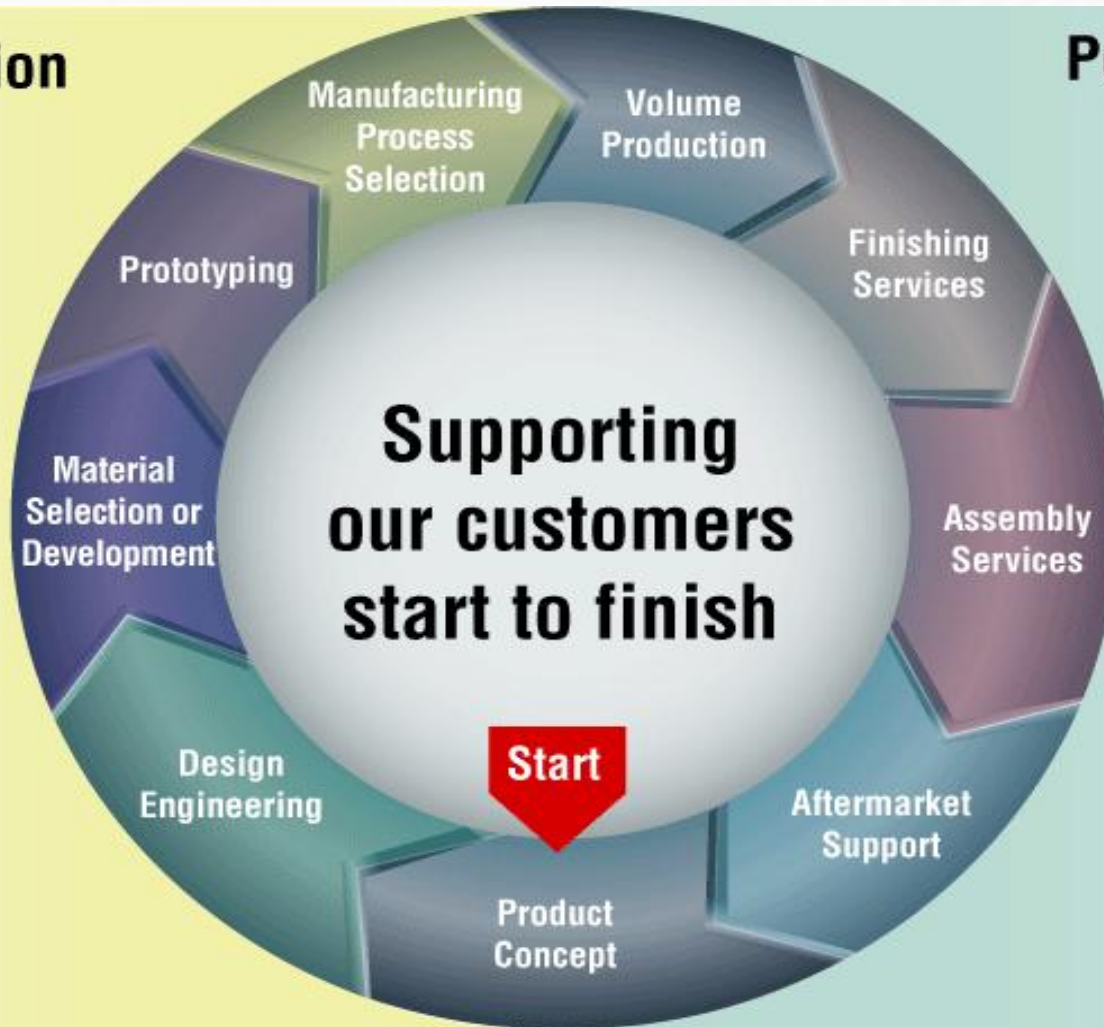 Manufacturing
Process
Selection
Volume
Production
Finishing
Services
Assembly
Services
Aftermarket
Support
Product
Concept
Design
Engineering
Material
Selection or
Development
Prototyping
Supporting
our customers
start to finish
Start